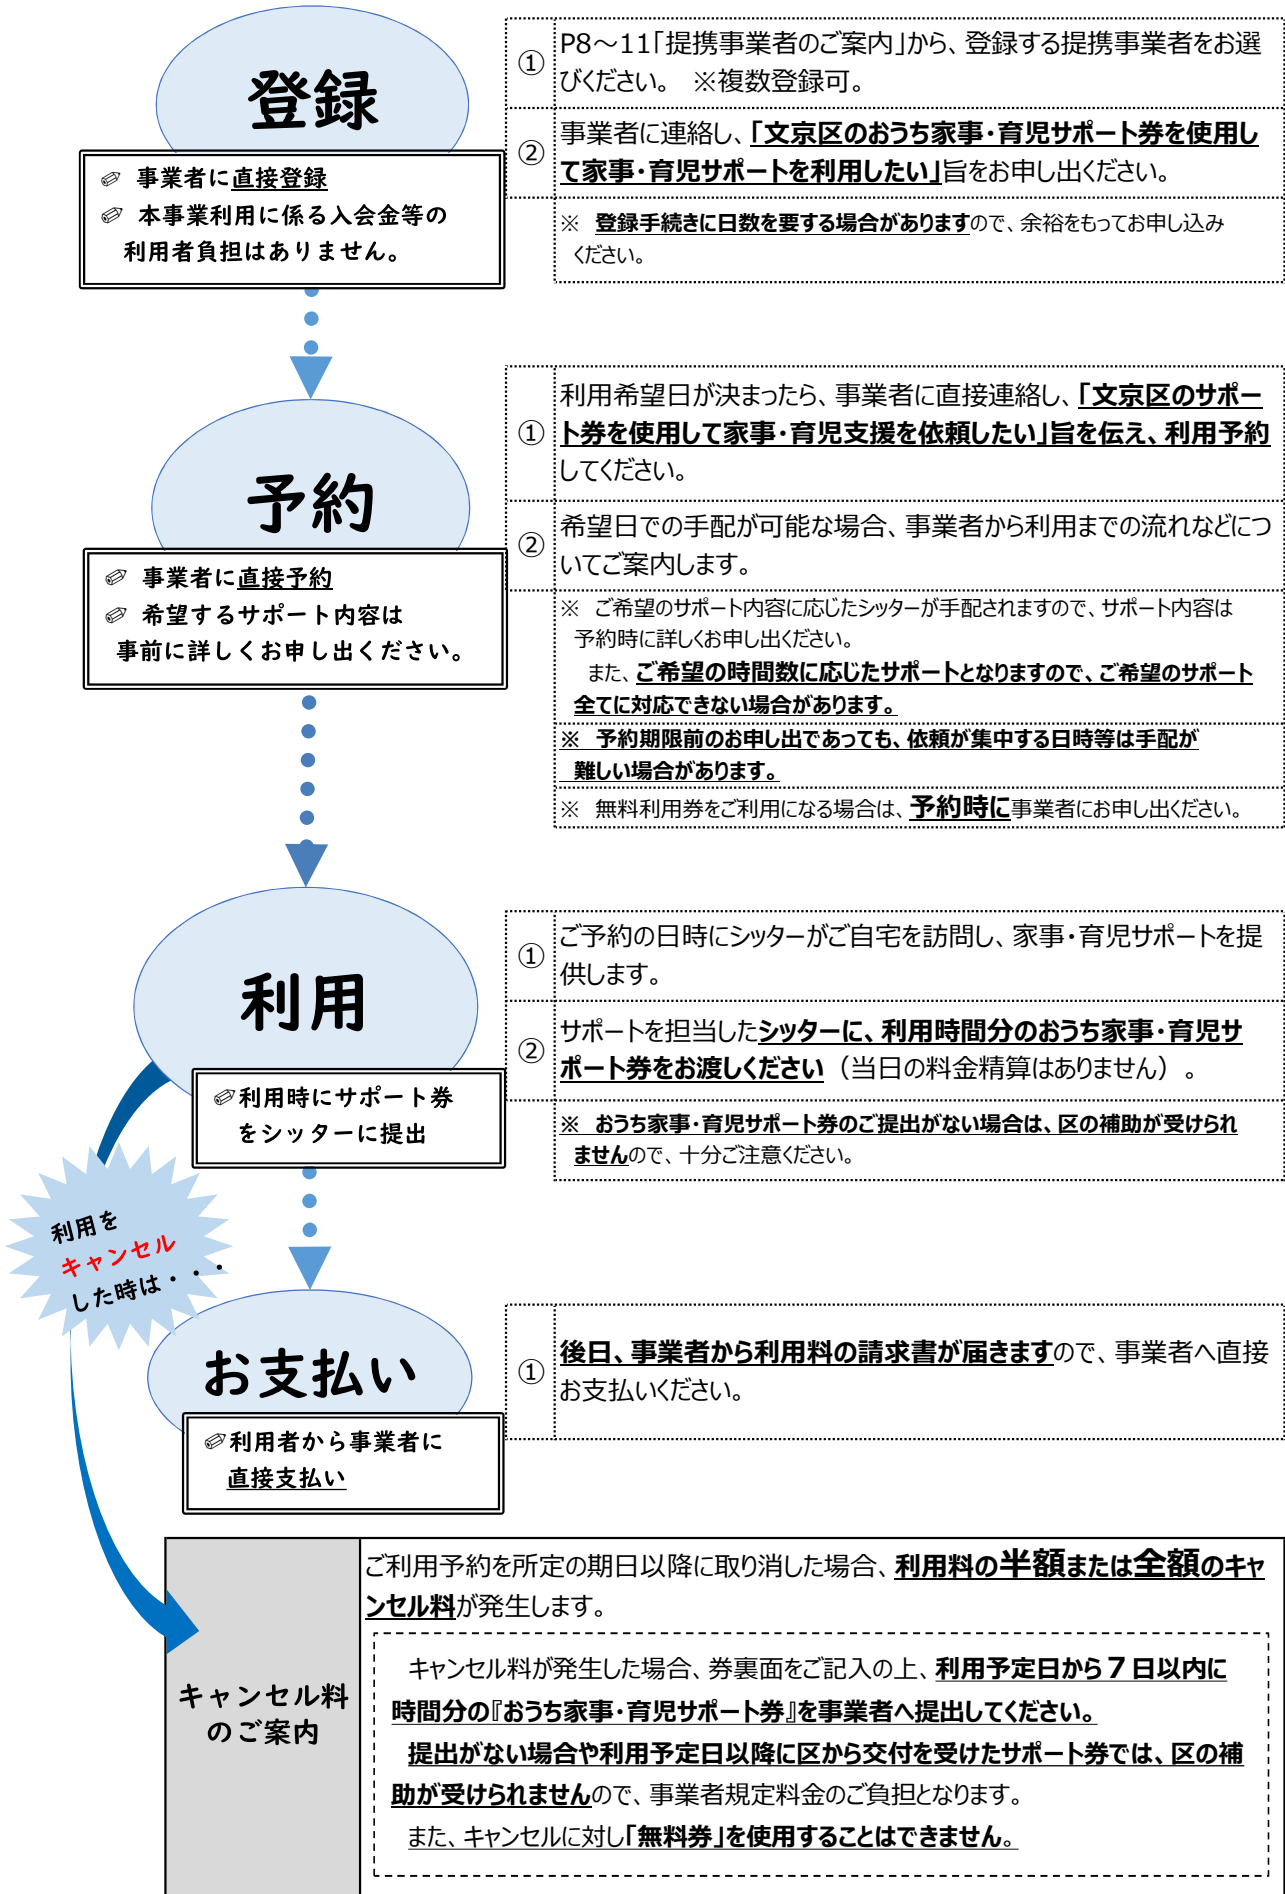 登録
✐ 事業者に直接登録
✐ 本事業利用に係る入会金等の
利用者負担はありません。
①
P8～11「提携事業者のご案内」から、登録する提携事業者をお選
びください。 ※複数登録可。
②
事業者に連絡し、「文京区のおうち家事・育児サポート券を使用し
て家事・育児サポートを利用したい」旨をお申し出ください。
※ 登録手続きに日数を要する場合がありますので、余裕をもってお申し込み
ください。
予約
✐ 事業者に直接予約
✐ 希望するサポート内容は
事前に詳しくお申し出ください。
①
利用希望日が決まったら、事業者に直接連絡し、「文京区のサポー
ト券を使用して家事・育児支援を依頼したい」旨を伝え、利用予約
してください。
②
希望日での手配が可能な場合、事業者から利用までの流れなどにつ
いてご案内します。
※ ご希望のサポート内容に応じたシッターが手配されますので、サポート内容は
予約時に詳しくお申し出ください。
また、ご希望の時間数に応じたサポートとなりますので、ご希望のサポート
全てに対応できない場合があります。
※ 予約期限前のお申し出であっても、依頼が集中する日時等は手配が
難しい場合があります。
※ 無料利用券をご利用になる場合は、予約時に事業者にお申し出ください。
利用
✐利用時にサポート券
をシッターに提出
①
ご予約の日時にシッターがご自宅を訪問し、家事・育児サポートを提
供します。
②
サポートを担当したシッターに、利用時間分のおうち家事・育児サ
ポート券をお渡しください（当日の料金精算はありません）。
※ おうち家事・育児サポート券のご提出がない場合は、区の補助が受けられ
ませんので、十分ご注意ください。
利用を
キャンセル
した時は・・・
お支払い
✐利用者から事業者に
直接支払い
①
後日、事業者から利用料の請求書が届きますので、事業者へ直接
お支払いください。
キャンセル料
のご案内
ご利用予約を所定の期日以降に取り消した場合、利用料の半額または全額のキャ
ンセル料が発生します。
キャンセル料が発生した場合、券裏面をご記入の上、利用予定日から７日以内に
時間分の『おうち家事・育児サポート券』を事業者へ提出してください。
提出がない場合や利用予定日以降に区から交付を受けたサポート券では、区の補
助が受けられませんので、事業者規定料金のご負担となります。
また、キャンセルに対し「無料券」を使用することはできません。